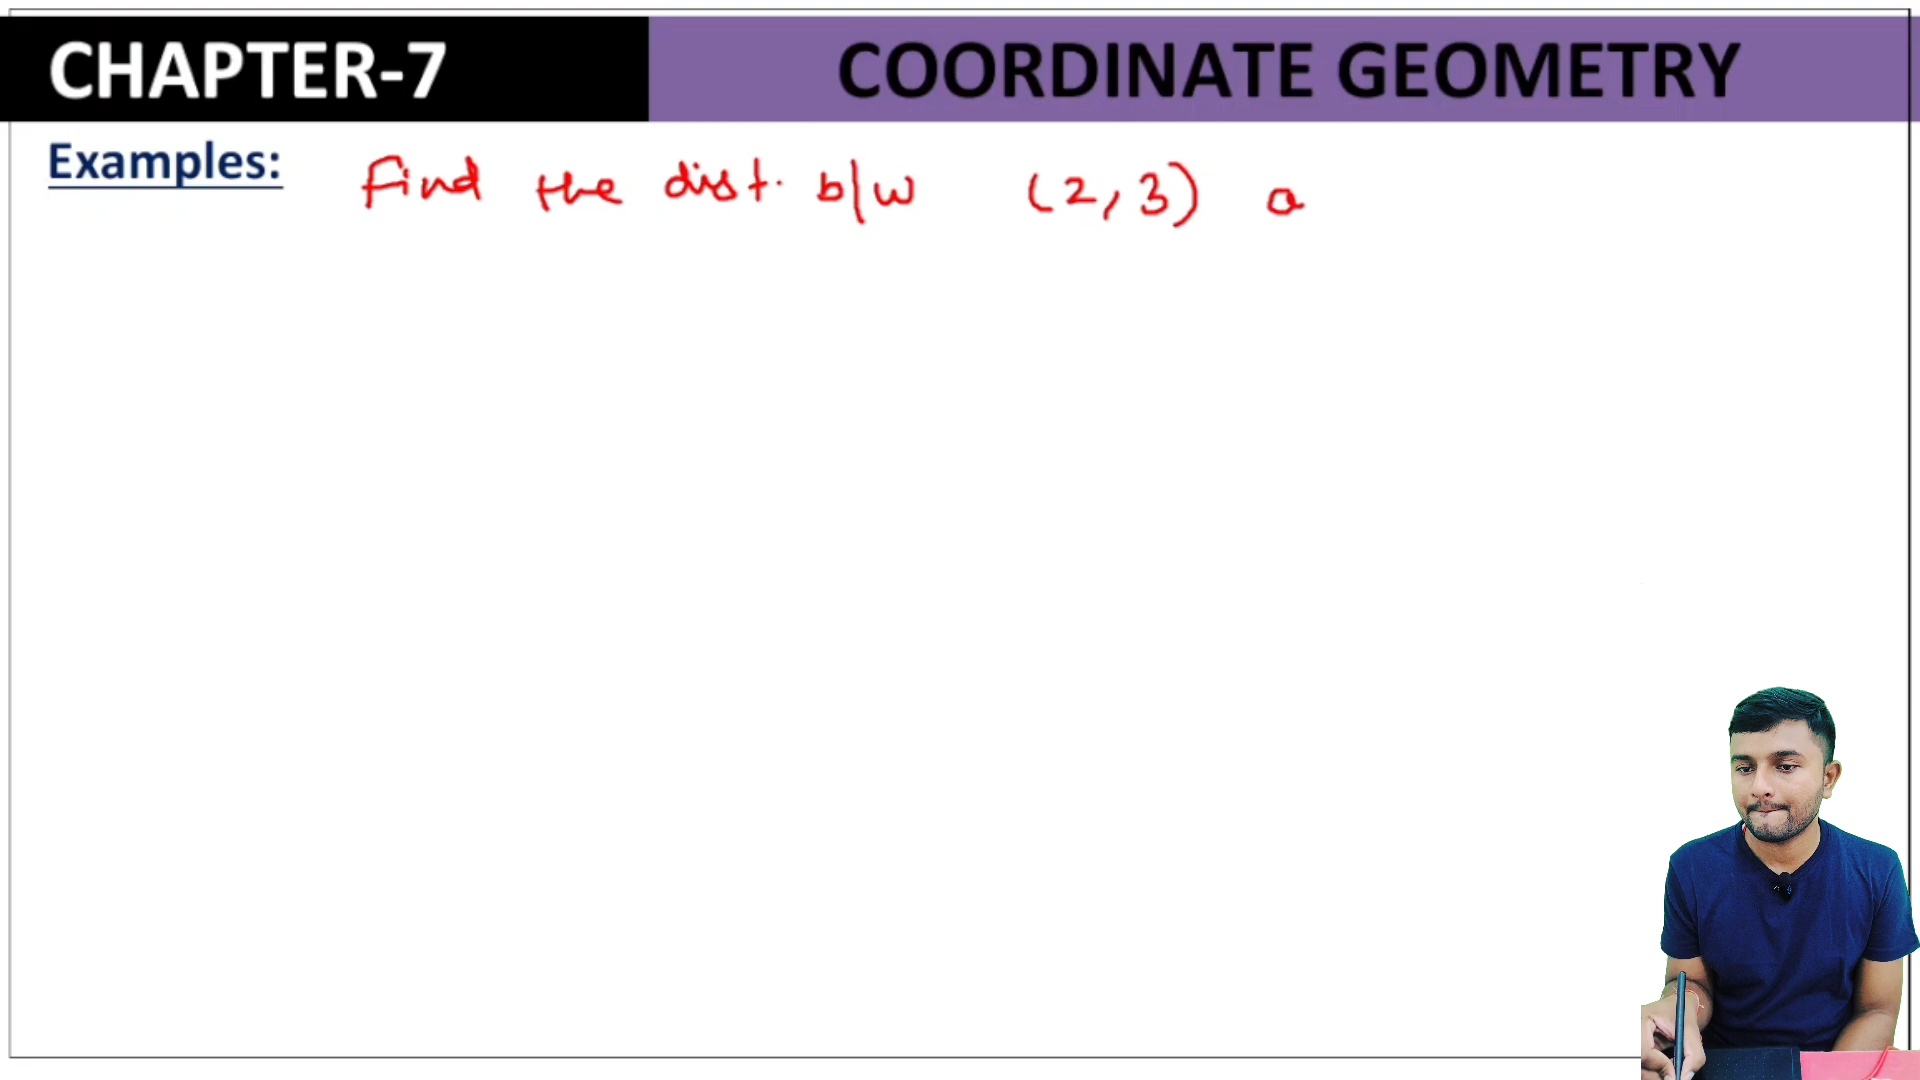 CHAPTER-7
COORDINATE GEOMETRY
Examples: Find the dist. b/w (2,3) a